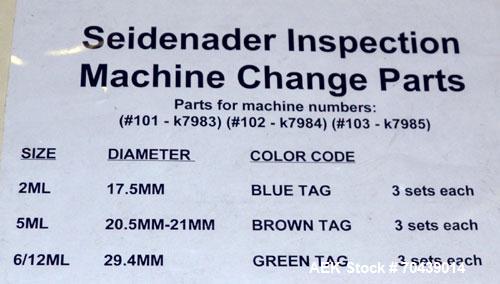 Seidenader Inspection
Machine Change Parts
Parts for machine numbers:
(#101 - k7983) (#102 - k7984) (#103 - k7985)
SIZE DIAMETER COLOR CODE
2ML 17.5MM BLUE TAG 3 sets each
5ML 20.5MM-21MM BROWN TAG 3 sets each
6/12ML 29.4MM GREEN TAG 3 sets each
AEK Stock # 70439014